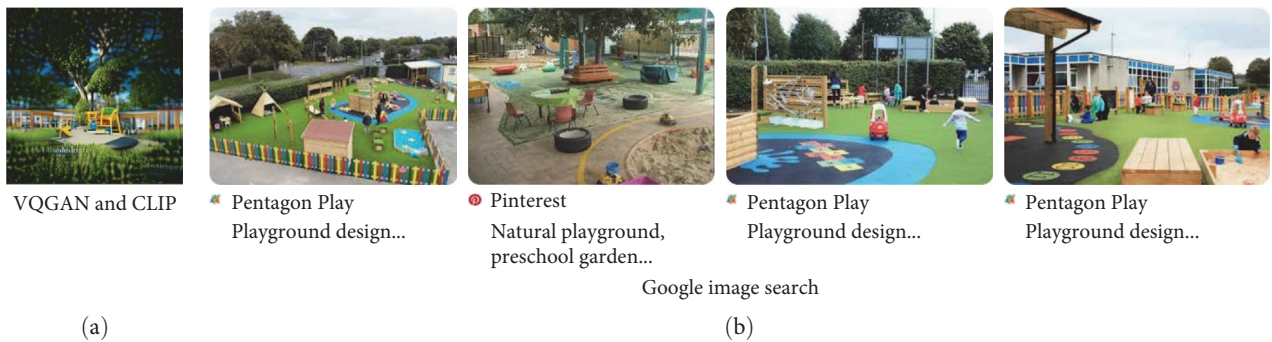 VQGAN and CLIP
Pentagon Play
Playground design...
Pinterest
Natural playground,
preschool garden...
Pentagon Play
Playground design...
Pentagon Play
Playground design...
Google image search
(a)
(b)